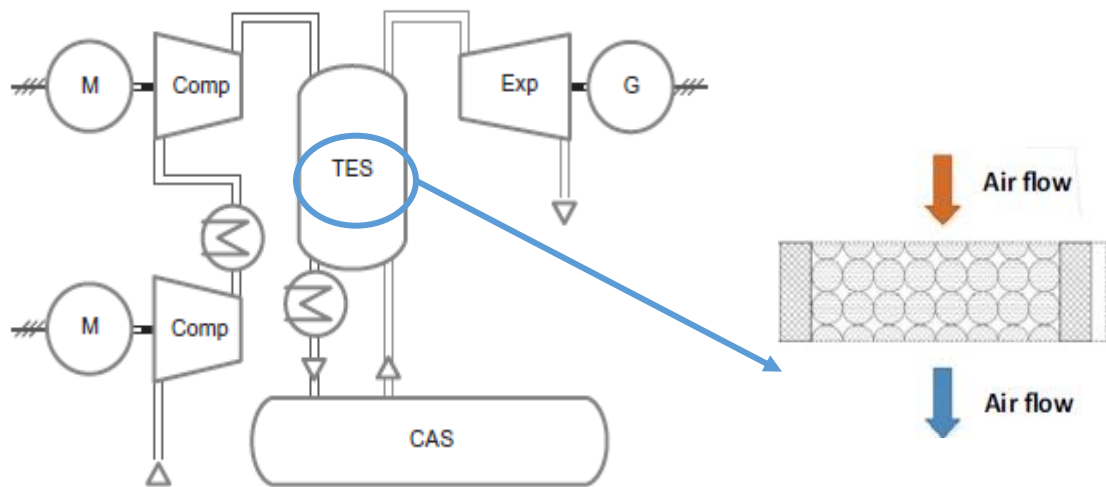 M
Comp
Exp
G
TES
Air flow
M
Comp
CAS
Air flow